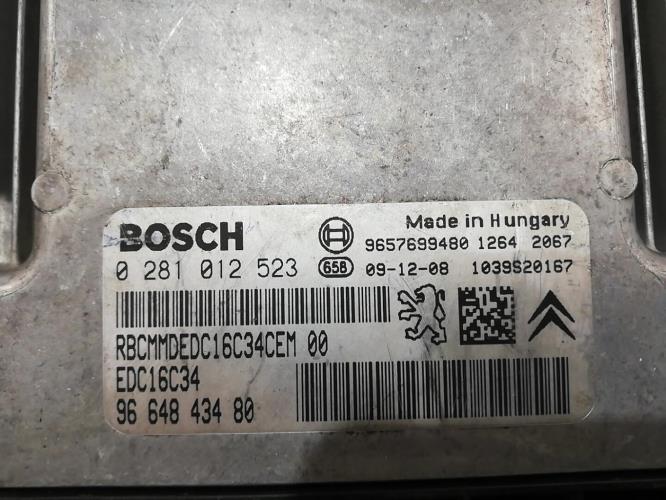 BOSCH
Made in Hungary
9657699480 1264 2067
0 281 012 523 658 09-12-08 1039S20167
RBCMMDEDC16C34CEM 00
EDC16C34
96 648 434 80